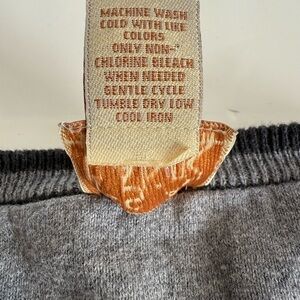 MACHINE WASH
COLD WITH LIKE
COLORS
ONLY NON-
CHLORINE BLEACH
WHEN NEEDED
GENTLE CYCLE
TUMBLE DRY LOW
COOL IRON